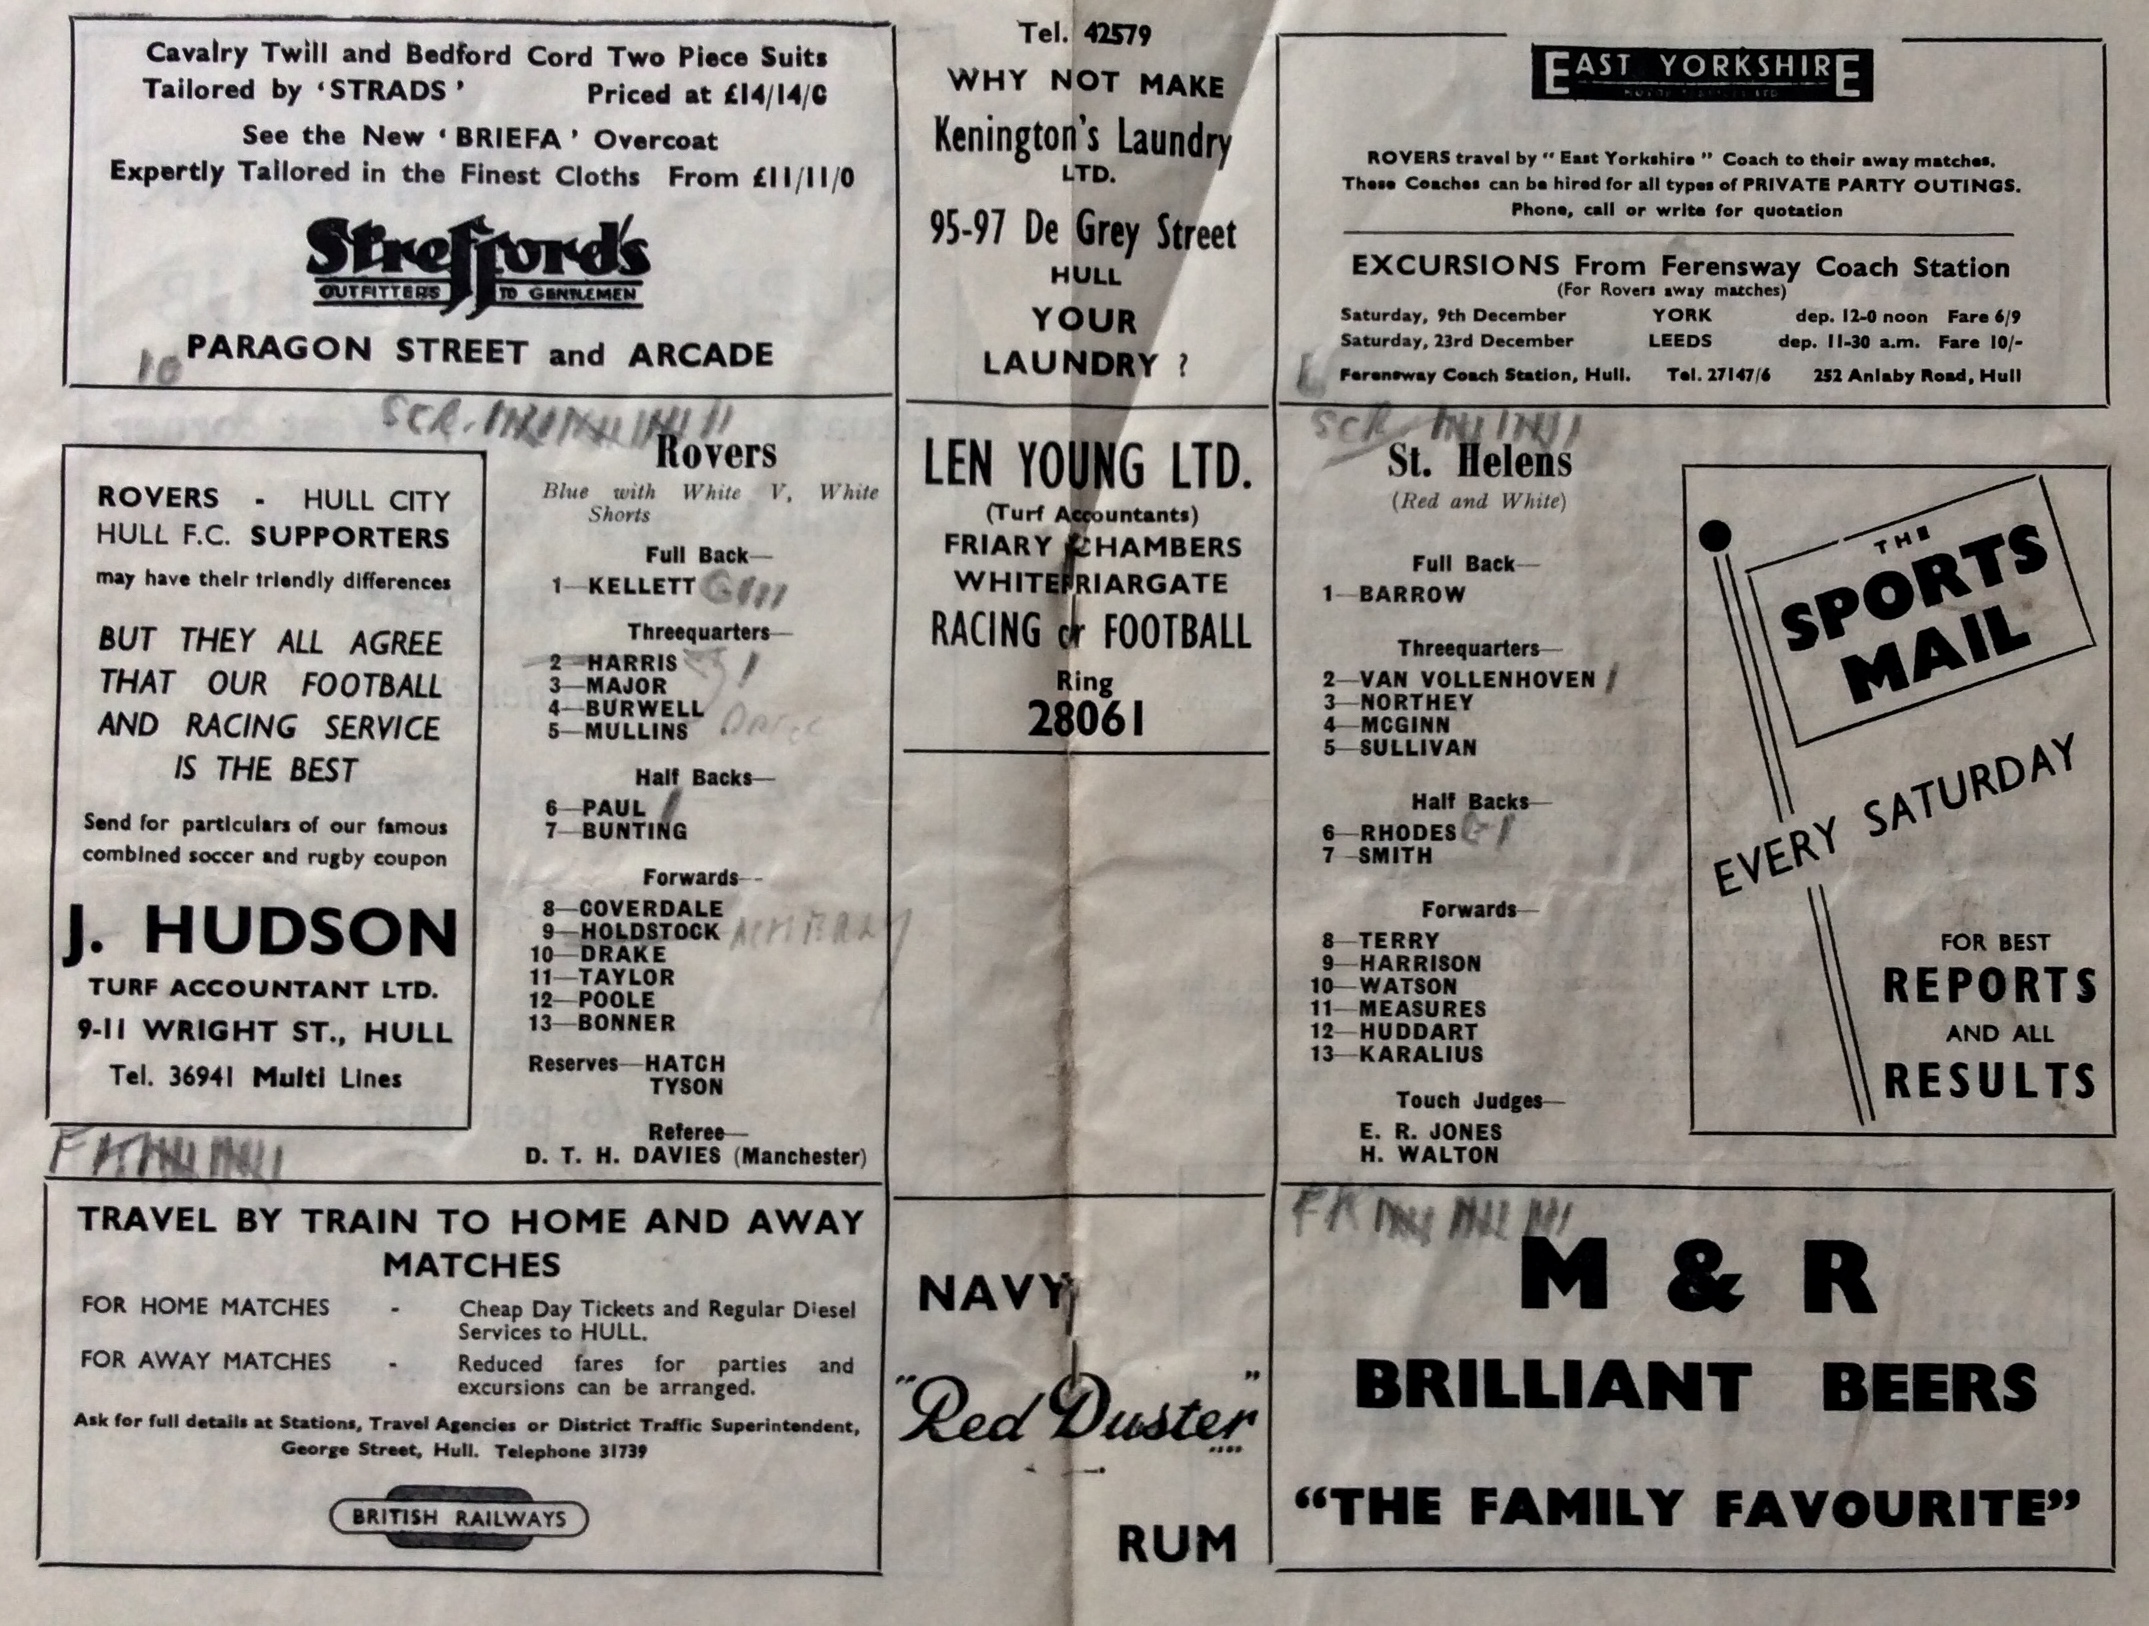 Cavalry Twill and Bedford Cord Two Piece Suits
Tailored by ‘STRADS’ Priced at £14/14/0
See the New ‘BRIEFA’ Overcoat
Expertly Tailored in the Finest Cloths From £11/11/0
Strefford's
OUTFITTERS TO GENTLEMEN
PARAGON STREET and ARCADE
10
Tel. 42579
WHY NOT MAKE
Kenington's Laundry
LTD.
95-97 De Grey Street
HULL
YOUR
LAUNDRY ?
EAST YORKSHIRE
ROVERS travel by “East Yorkshire” Coach to their away matches.
These Coaches can be hired for all types of PRIVATE PARTY OUTINGS.
Phone, call or write for quotation
EXCURSIONS From Ferensway Coach Station
(For Rovers away matches)
Saturday, 9th December YORK dep. 12-0 noon Fare 6/9
Saturday, 23rd December LEEDS dep. 11-30 a.m. Fare 10/-
Ferensway Coach Station, Hull. Tel. 27147/6 252 Anlaby Road, Hull
ROVERS - HULL CITY
HULL F.C. SUPPORTERS
may have their friendly differences
BUT THEY ALL AGREE
THAT OUR FOOTBALL
AND RACING SERVICE
IS THE BEST
Send for particulars of our famous
combined soccer and rugby coupon
J. HUDSON
TURF ACCOUNTANT LTD.
9-11 WRIGHT ST., HULL
Tel. 36941 Multi Lines
SCR.
Rovers
Blue with White V, White
Shorts
Full Back—
1—KELLETT
Threequarters—
2—HARRIS
3—MAJOR
4—BURWELL
5—MULLINS
Half Backs—
6—PAUL
7—BUNTING
Forwards—
8—COVERDALE
9—HOLDSTOCK
10—DRAKE
11—TAYLOR
12—POOLE
13—BONNER
Reserves—HATCH
TYSON
Referee—
D. T. H. DAVIES (Manchester)
LEN YOUNG LTD.
(Turf Accountants)
FRIARY CHAMBERS
WHITEFRIARGATE
RACING or FOOTBALL
Ring
28061
SCR
St. Helens
(Red and White)
Full Back—
1—BARROW
Threequarters—
2—VAN VOLLENHOVEN
3—NORTHEY
4—MCGINN
5—SULLIVAN
Half Backs—
6—RHODES
7—SMITH
Forwards—
8—TERRY
9—HARRISON
10—WATSON
11—MEASURES
12—HUDDART
13—KARALIUS
Touch Judges—
E. R. JONES
H. WALTON
THE
SPORTS
MAIL
EVERY SATURDAY
FOR BEST
REPORTS
AND ALL
RESULTS
TRAVEL BY TRAIN TO HOME AND AWAY
MATCHES
FOR HOME MATCHES - Cheap Day Tickets and Regular Diesel
Services to HULL.
FOR AWAY MATCHES - Reduced fares for parties and
excursions can be arranged.
Ask for full details at Stations, Travel Agencies or District Traffic Superintendent,
George Street, Hull. Telephone 31739
BRITISH RAILWAYS
NAVY
“Red Duster”
RUM
FK
M & R
BRILLIANT BEERS
“THE FAMILY FAVOURITE”